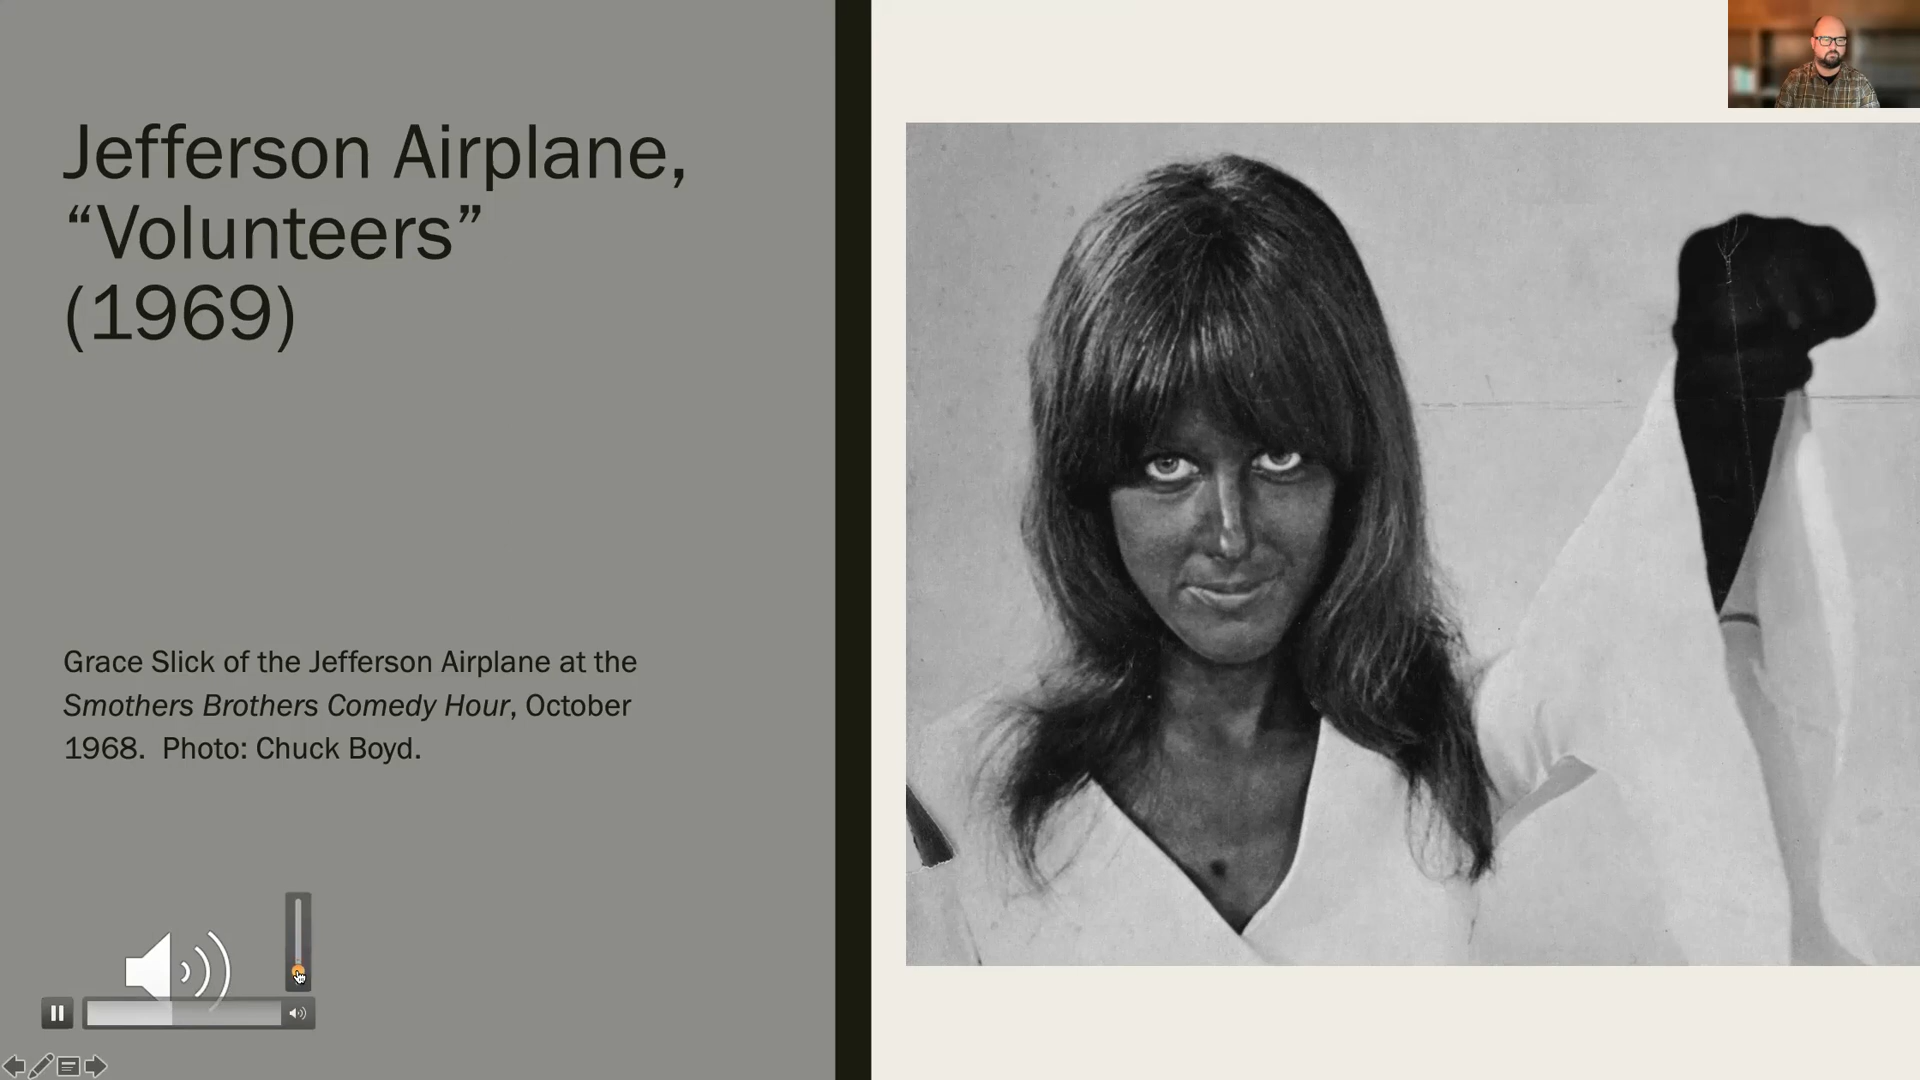 Jefferson Airplane,
“Volunteers”
(1969)
Grace Slick of the Jefferson Airplane at the
Smothers Brothers Comedy Hour, October
1968.  Photo: Chuck Boyd.